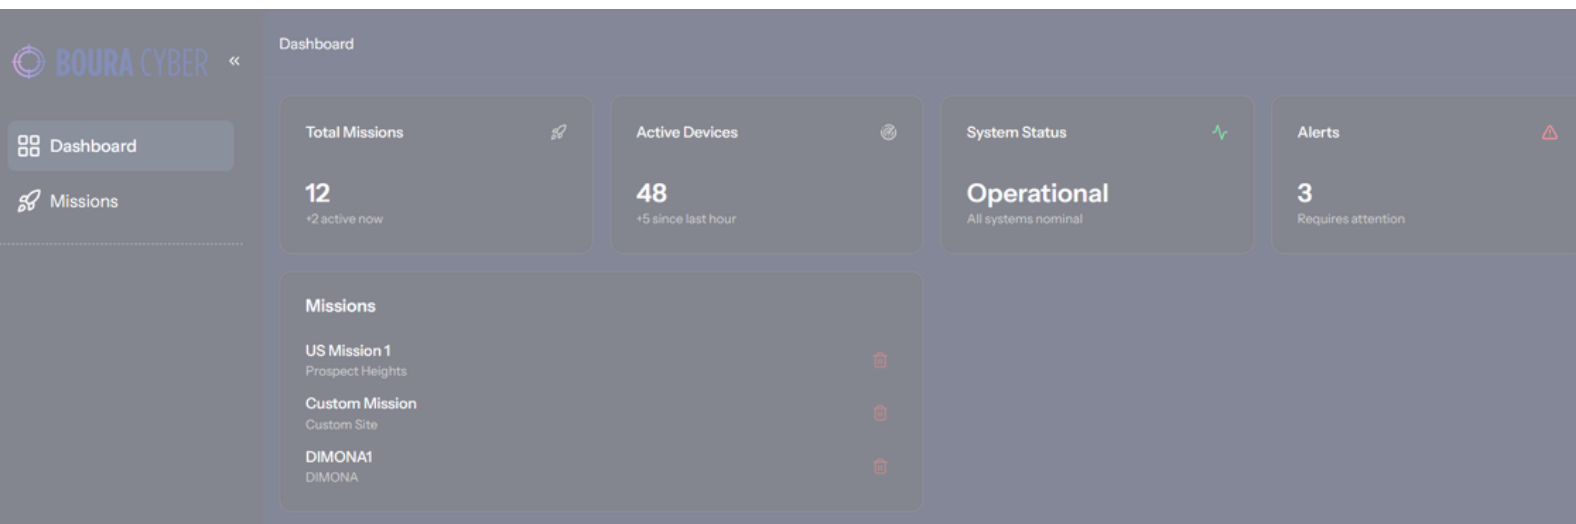 BOURA CYBER
«
Dashboard
Missions
Dashboard
Total Missions
12
+2 active now
Active Devices
48
+5 since last hour
System Status
Operational
All systems nominal
Alerts
3
Requires attention
Missions
US Mission 1
Prospect Heights
Custom Mission
Custom Site
DIMONA1
DIMONA